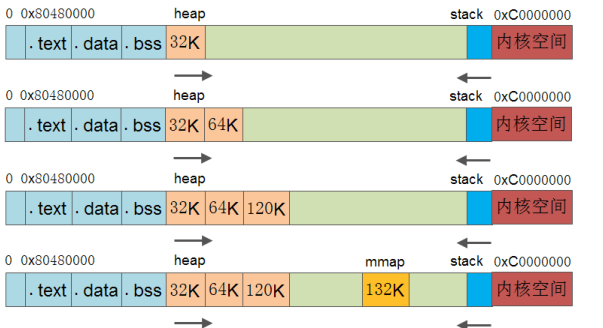 0 0x80480000 heap stack 0xC0000000
.text .data .bss 32K 内核空间
0 0x80480000 heap stack 0xC0000000
.text .data .bss 32K 64K 内核空间
0 0x80480000 heap stack 0xC0000000
.text .data .bss 32K 64K 120K 内核空间
0 0x80480000 heap mmap stack 0xC0000000
.text .data .bss 32K 64K 120K 132K 内核空间